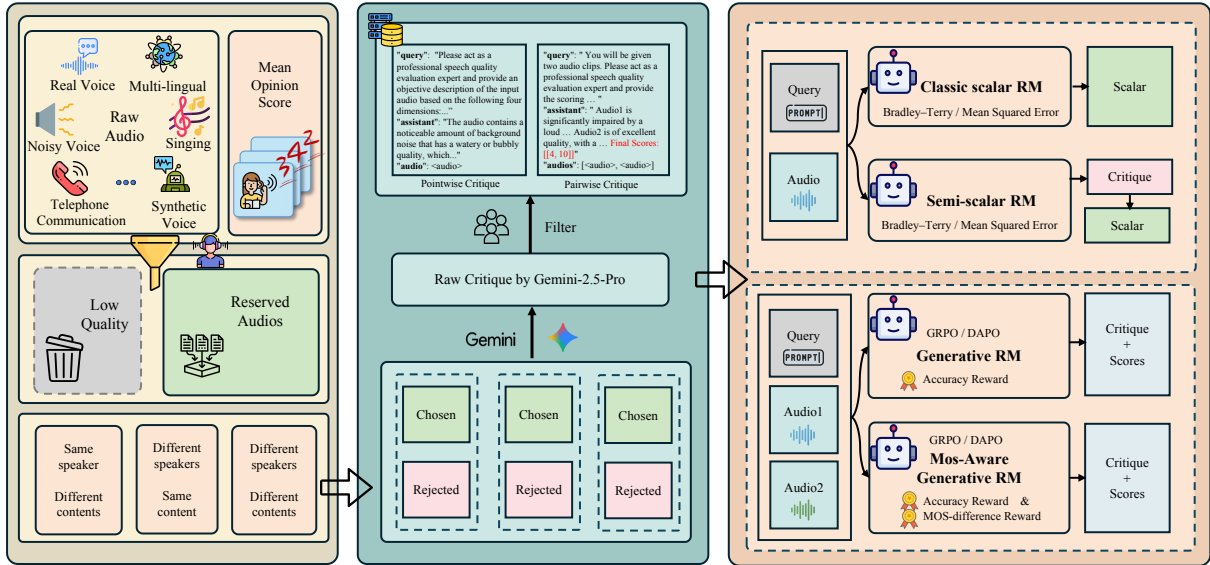 Real Voice
Multi-lingual
Noisy Voice
Raw
Audio
Singing
Telephone
Communication
Synthetic
Voice
Mean
Opinion
Score
342
Low
Quality
Reserved
Audios
Same
speaker
Different
contents
Different
speakers
Same
content
Different
speakers
Different
contents
"query": "Please act as a
professional speech quality
evaluation expert and provide an
objective description of the input
audio based on the following four
dimensions:..."
"assistant": "The audio contains a
noticeable amount of background
noise that has a watery or bubbly
quality, which..."
"audio": <audio>
Pointwise Critique
"query": " You will be given
two audio clips. Please act as a
professional speech quality
evaluation expert and provide
the scoring … "
"assistant": " Audio1 is
significantly impaired by a
loud … Audio2 is of excellent
quality, with a … Final Scores:
[[4, 10]]"
"audios": [<audio>, <audio>]
Pairwise Critique
Filter
Raw Critique by Gemini-2.5-Pro
Gemini
Chosen
Chosen
Chosen
Rejected
Rejected
Rejected
Query
PROMPT
Audio
Classic scalar RM
Bradley–Terry / Mean Squared Error
Scalar
Semi-scalar RM
Bradley–Terry / Mean Squared Error
Critique
Scalar
Query
PROMPT
Audio1
Audio2
GRPO / DAPO
Generative RM
Accuracy Reward
Critique
+
Scores
GRPO / DAPO
Mos-Aware
Generative RM
Accuracy Reward &
MOS-difference Reward
Critique
+
Scores